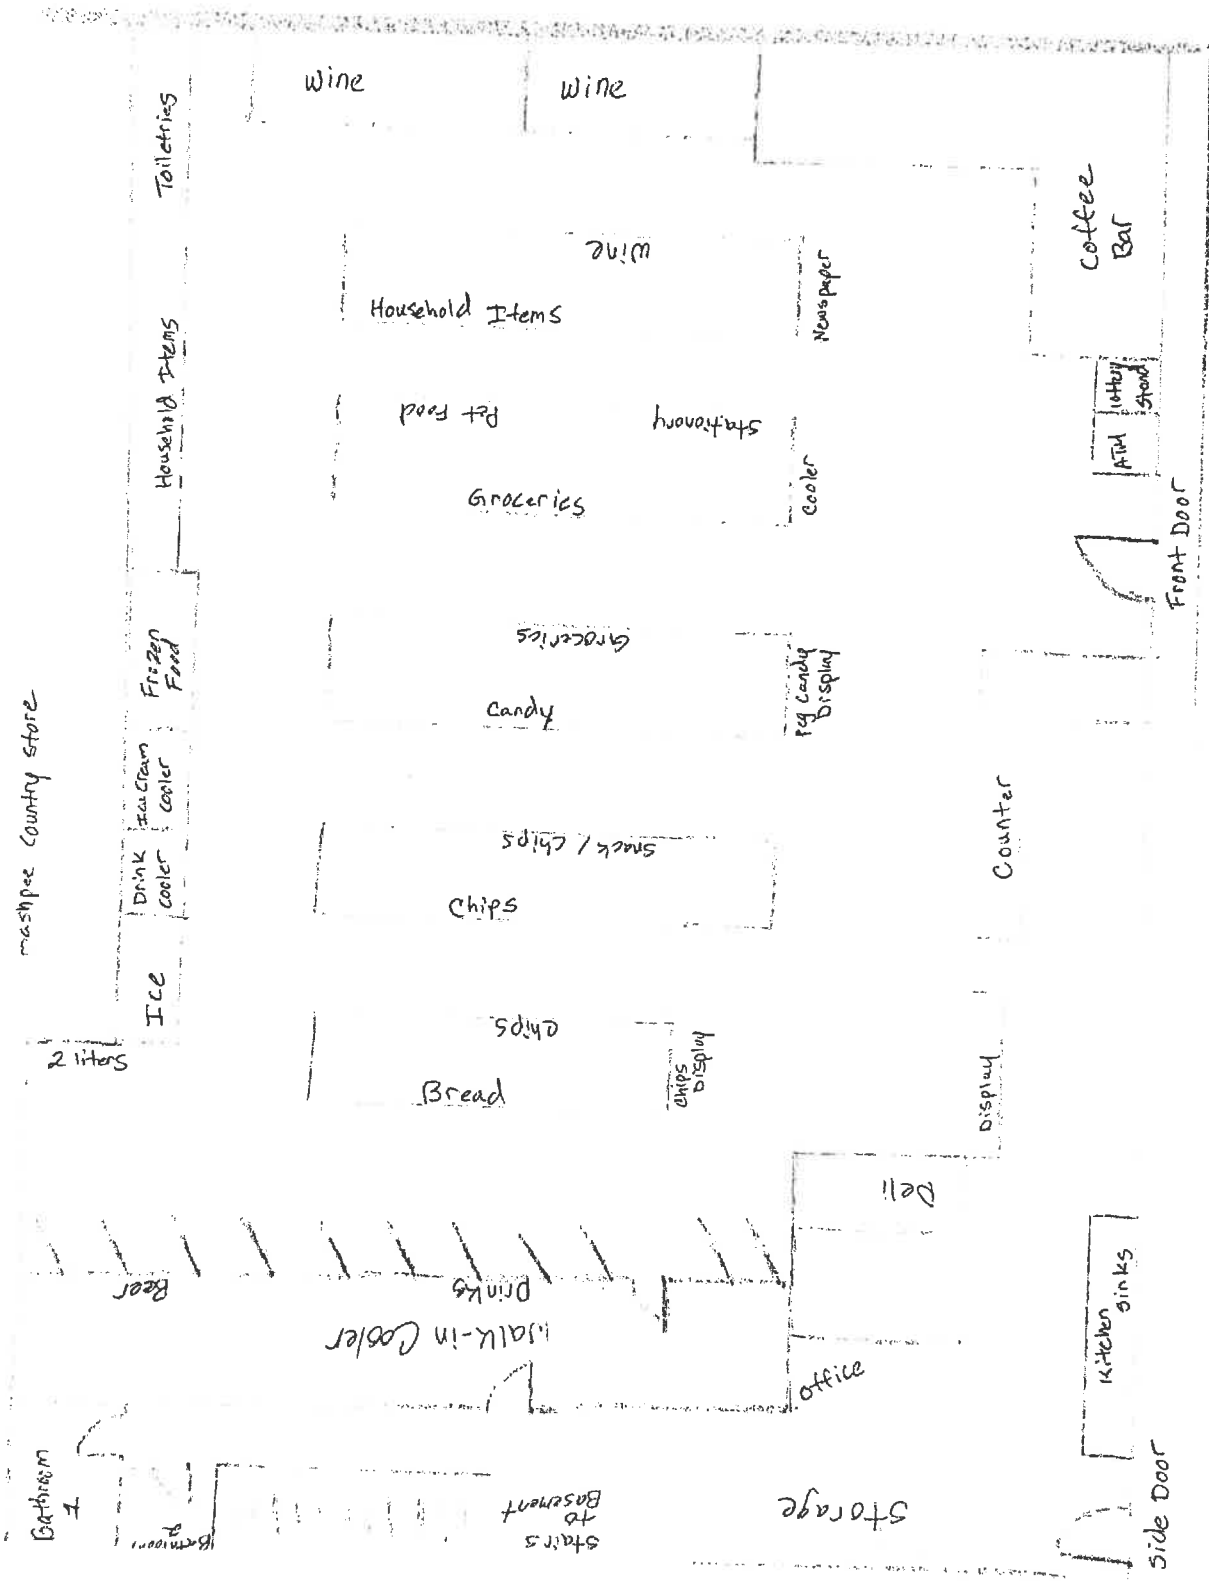 mashpee Country store
Wine
Wine
Toiletries
Household Items
Frozen
Food
Ice Cream
cooler
Drink
cooler
Ice
2 liters
Wine
Household Items
Newspaper
Pet Food
Stationary
Groceries
Cooler
Groceries
Candy
Peg Candy
Display
Snack / Chips
Chips
Chips
Bread
Chips
Display
Coffee
Bar
lottery
stand
ATM
Front Door
Counter
Display
Deli
Beer
Drinks
Walk-in Cooler
office
Kitchen
sinks
Bathroom
1
Bathroom
2
Stairs
to
Basement
Storage
Side Door